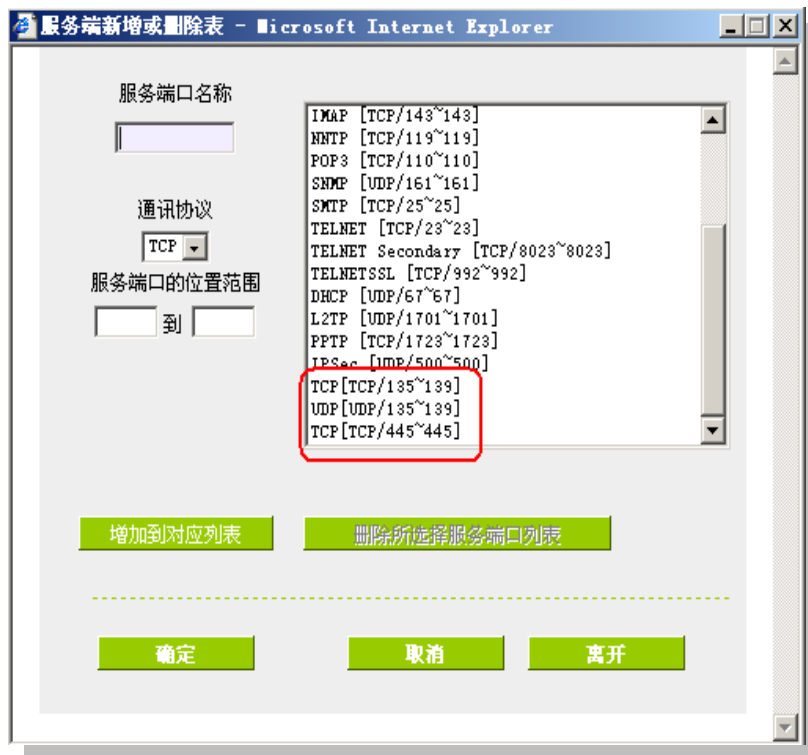 服务端新增或删除表 - Microsoft Internet Explorer
服务端口名称
通讯协议
TCP
服务端口的位置范围
到
IMAP [TCP/143~143]
NNTP [TCP/119~119]
POP3 [TCP/110~110]
SNMP [UDP/161~161]
SMTP [TCP/25~25]
TELNET [TCP/23~23]
TELNET Secondary [TCP/8023~8023]
TELNETSSL [TCP/992~992]
DHCP [UDP/67~67]
L2TP [UDP/1701~1701]
PPTP [TCP/1723~1723]
IPSec [UDP/500~500]
TCP[TCP/135~139]
UDP[UDP/135~139]
TCP[TCP/445~445]
增加到对应列表
删除所选择服务端口列表
确定
取消
离开